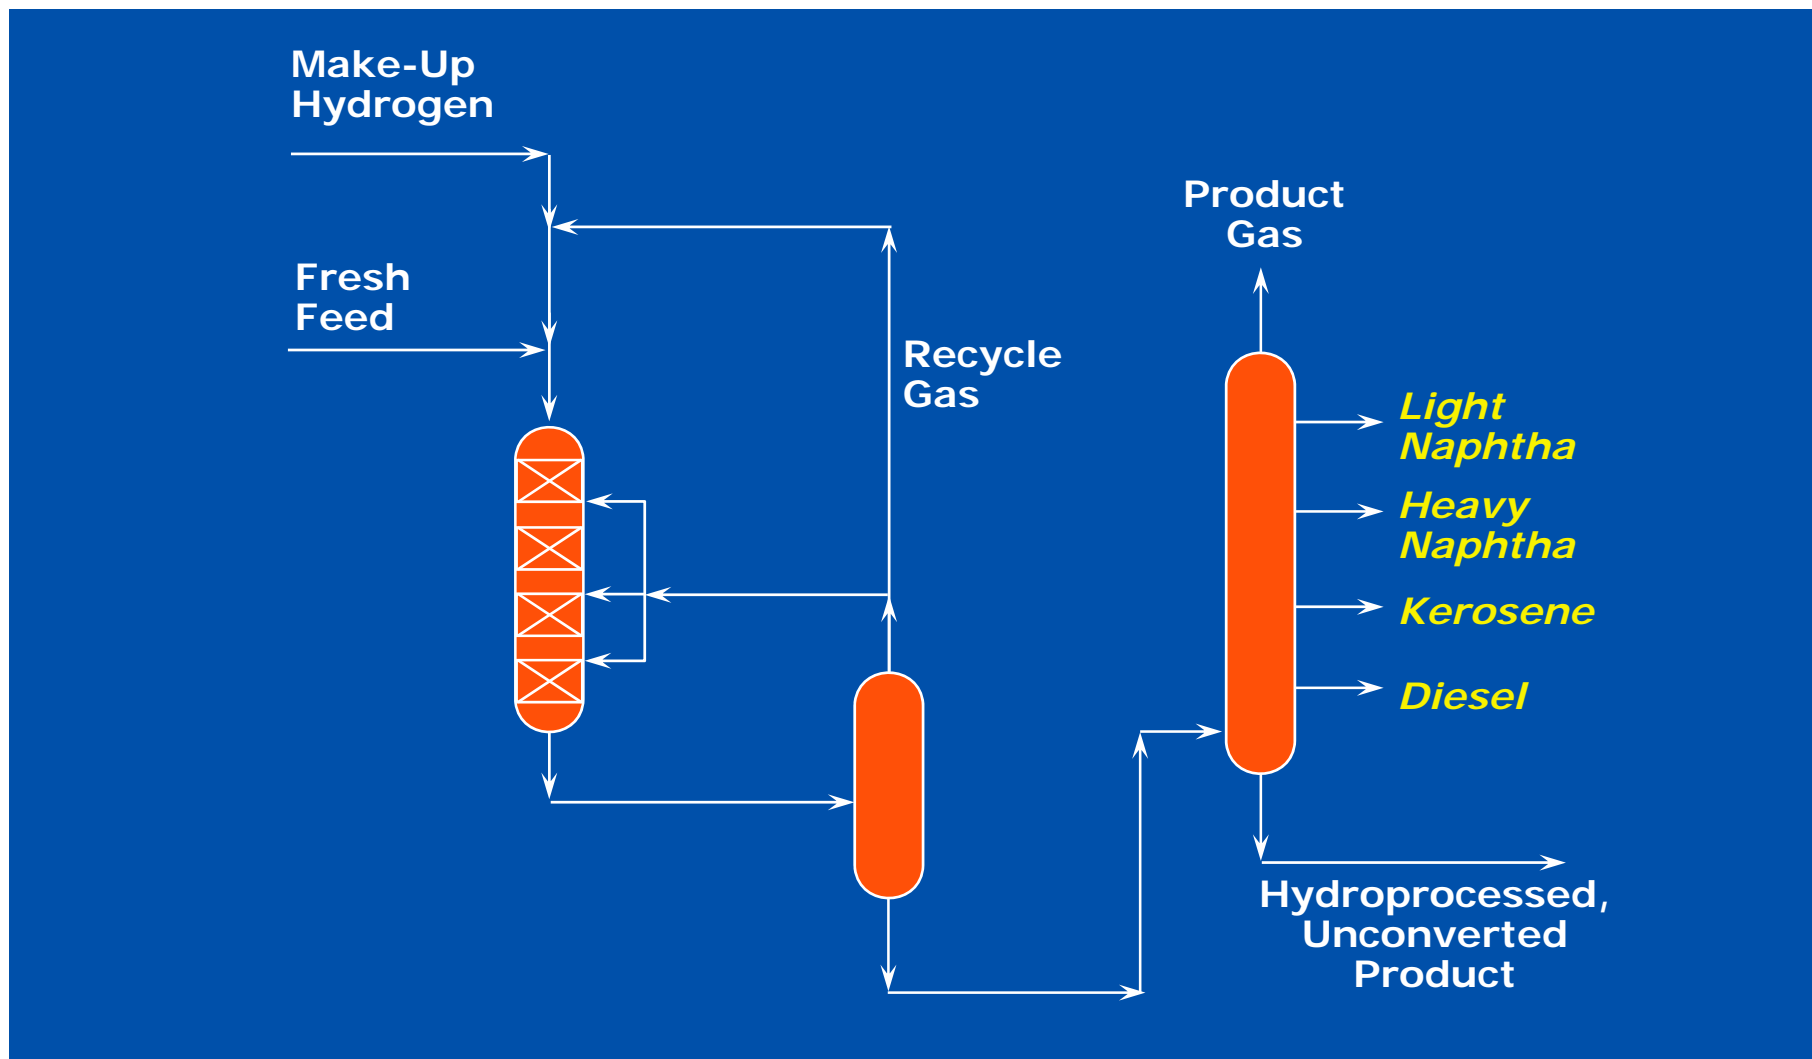 Make-Up
Hydrogen
Fresh
Feed
Recycle
Gas
Product
Gas
Light
Naphtha
Heavy
Naphtha
Kerosene
Diesel
Hydroprocessed,
Unconverted
Product